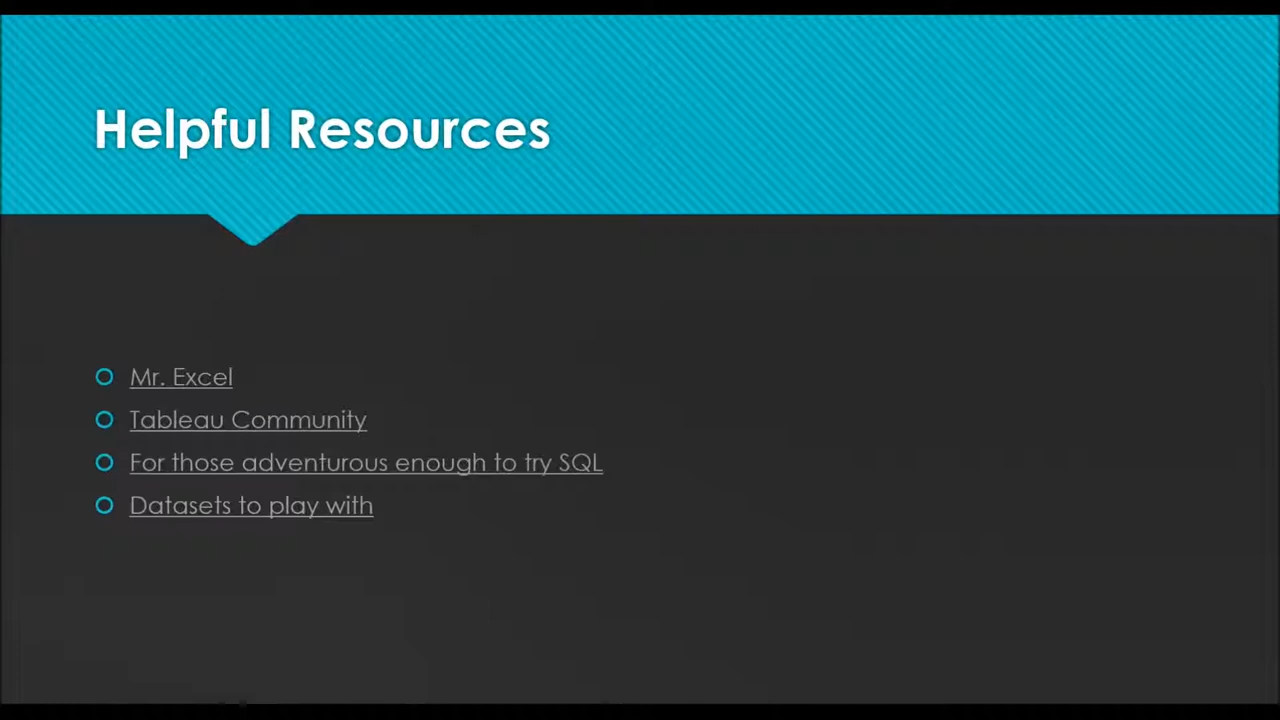 Helpful Resources
Mr. Excel
Tableau Community
For those adventurous enough to try SQL
Datasets to play with